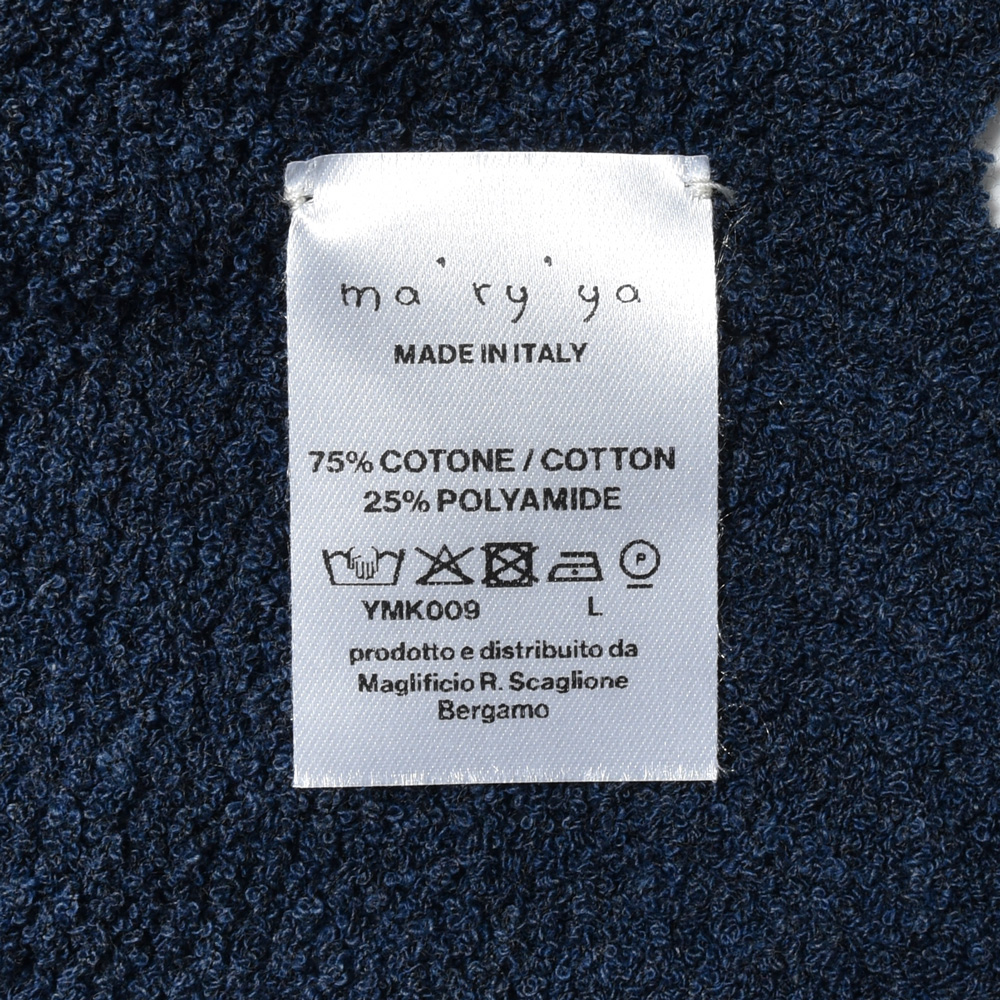 ma'ry'ya
MADE IN ITALY
75% COTONE / COTTON
25% POLYAMIDE
P
YMK009 L
prodotto e distribuito da
Maglificio R. Scaglione
Bergamo